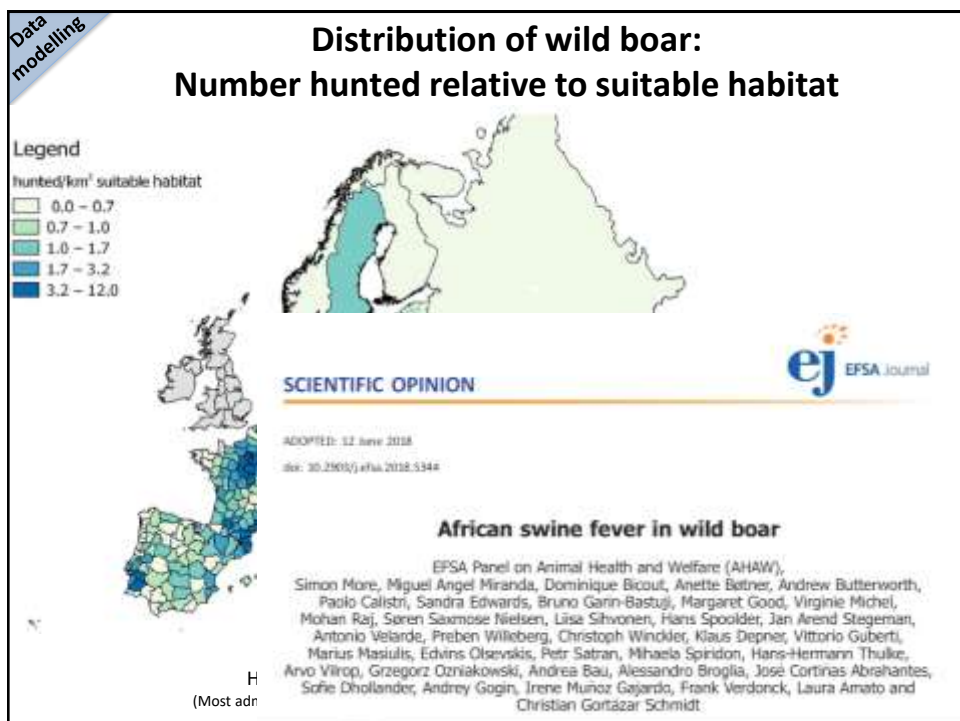 Data
modelling
Distribution of wild boar:
Number hunted relative to suitable habitat
Legend
hunted/km² suitable habitat
0.0 – 0.7
0.7 – 1.0
1.0 – 1.7
1.7 – 3.2
3.2 – 12.0
SCIENTIFIC OPINION
ej EFSA Journal
ADOPTED: 12 June 2018
doi: 10.2903/j.efsa.2018.5344
African swine fever in wild boar
EFSA Panel on Animal Health and Welfare (AHAW),
Simon More, Miguel Angel Miranda, Dominique Bicout, Anette Bøtner, Andrew Butterworth,
Paolo Calistri, Sandra Edwards, Bruno Garin-Bastuji, Margaret Good, Virginie Michel,
Mohan Raj, Søren Saxmose Nielsen, Liisa Sihvonen, Hans Spoolder, Jan Arend Stegeman,
Antonio Velarde, Preben Willeberg, Christoph Winckler, Klaus Depner, Vittorio Guberti,
Marius Masiulis, Edvins Olsevskis, Petr Satran, Mihaela Spiridon, Hans-Hermann Thulke,
Arvo Vilrop, Grzegorz Ozniakowski, Andrea Bau, Alessandro Broglia, José Cortinas Abrahantes,
Sofie Dhollander, Andrey Gogin, Irene Muñoz Gajardo, Frank Verdonck, Laura Amato and
Christian Gortázar Schmidt
H
(Most adn